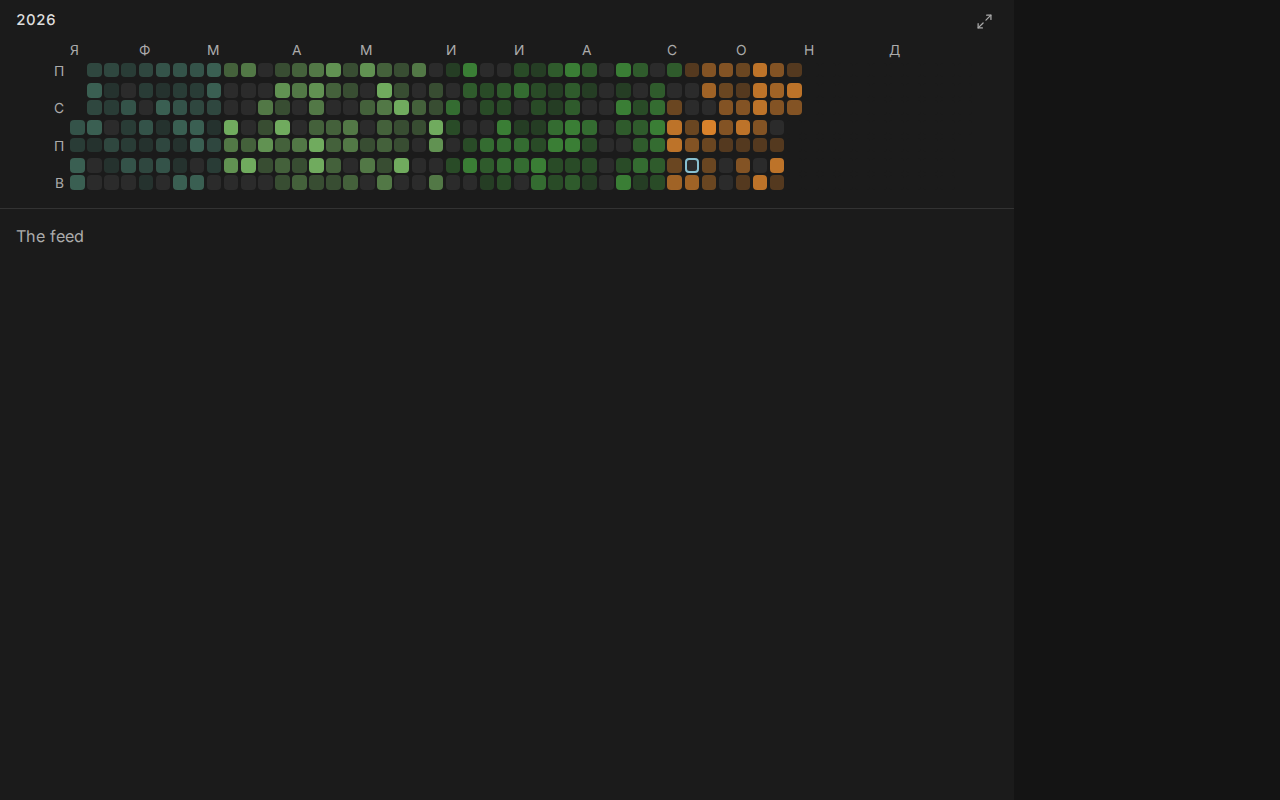 2026
Я Ф М А М И И А С О Н Д
П
С
П
В
The feed